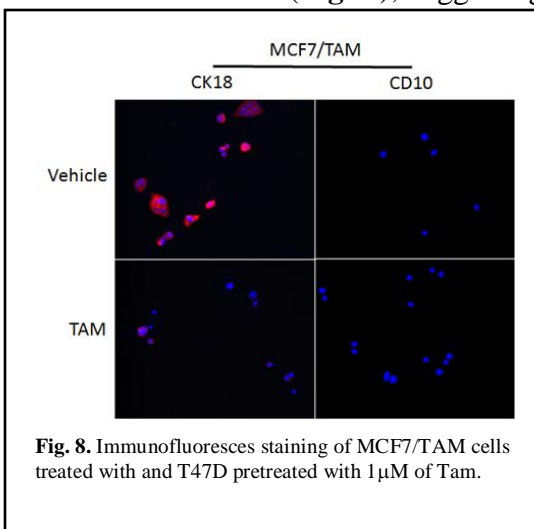 MCF7/TAM
CK18 CD10
Vehicle
TAM
Fig. 8. Immunofluoresces staining of MCF7/TAM cells
treated with and T47D pretreated with 1µM of Tam.